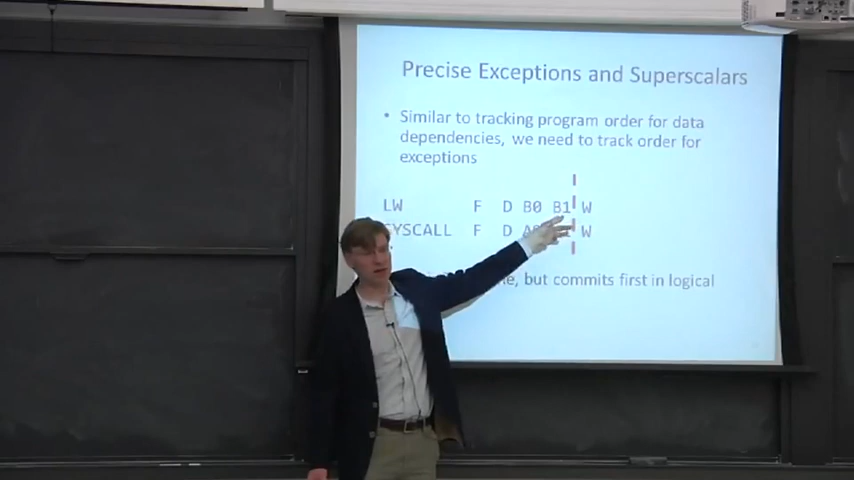 Precise Exceptions and Superscalars
• Similar to tracking program order for data
dependencies, we need to track order for
exceptions
LW F D B0 B1 W
SYSCALL F D W
but commits first in logical